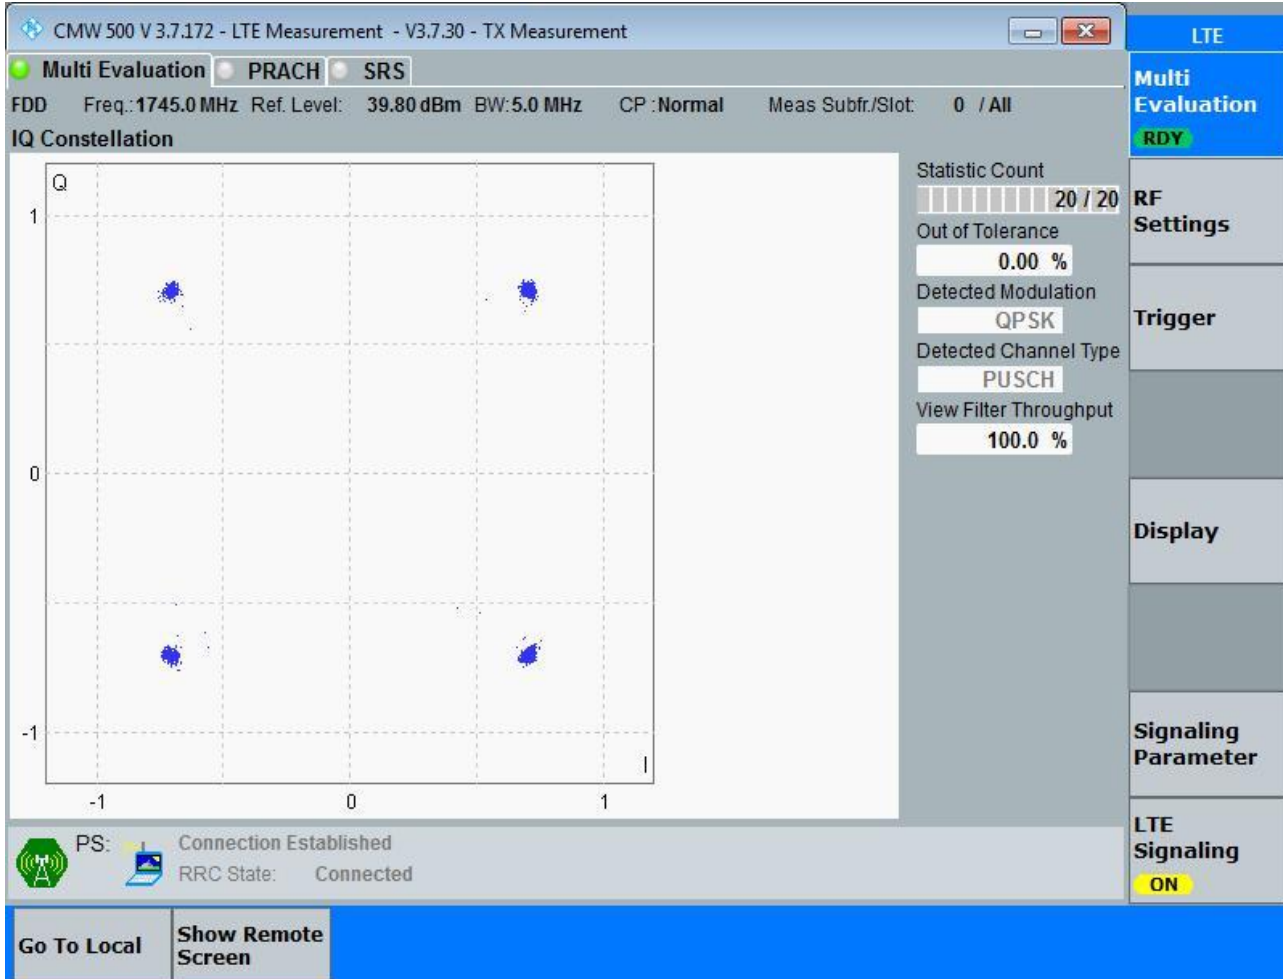 CMW 500 V 3.7.172 - LTE Measurement - V3.7.30 - TX Measurement
LTE
Multi Evaluation PRACH SRS
FDD Freq.:1745.0 MHz Ref. Level: 39.80 dBm BW:5.0 MHz CP :Normal Meas Subfr./Slot: 0 / All
IQ Constellation
Q
1
0
-1
I
-1 0 1
Statistic Count
20 / 20
Out of Tolerance
0.00 %
Detected Modulation
QPSK
Detected Channel Type
PUSCH
View Filter Throughput
100.0 %
Multi
Evaluation
RDY
RF
Settings
Trigger
Display
Signaling
Parameter
LTE
Signaling
ON
PS: Connection Established
RRC State: Connected
Go To Local
Show Remote
Screen